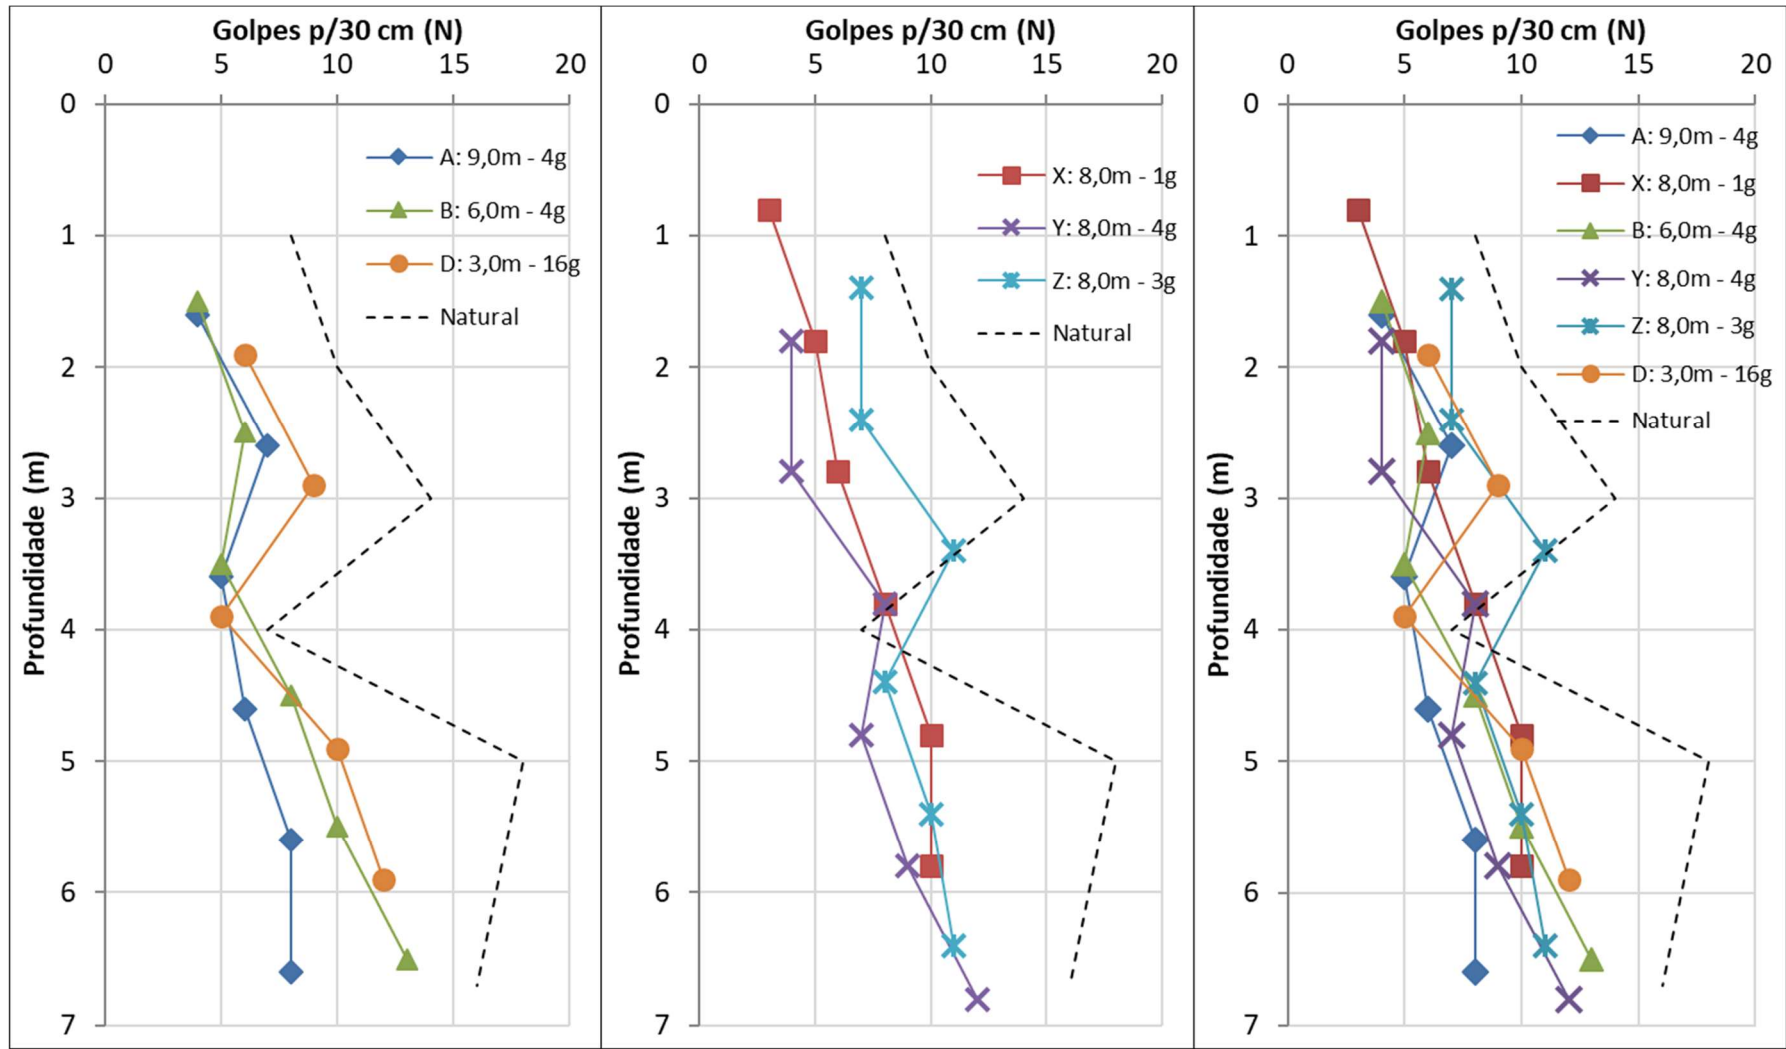 Golpes p/30 cm (N)
0 5 10 15 20
0
1
2
3
4
5
6
7
Profundidade (m)
A: 9,0m - 4g
B: 6,0m - 4g
D: 3,0m - 16g
Natural
Golpes p/30 cm (N)
0 5 10 15 20
0
1
2
3
4
5
6
7
Profundidade (m)
X: 8,0m - 1g
Y: 8,0m - 4g
Z: 8,0m - 3g
Natural
Golpes p/30 cm (N)
0 5 10 15 20
0
1
2
3
4
5
6
7
Profundidade (m)
A: 9,0m - 4g
X: 8,0m - 1g
B: 6,0m - 4g
Y: 8,0m - 4g
Z: 8,0m - 3g
D: 3,0m - 16g
Natural